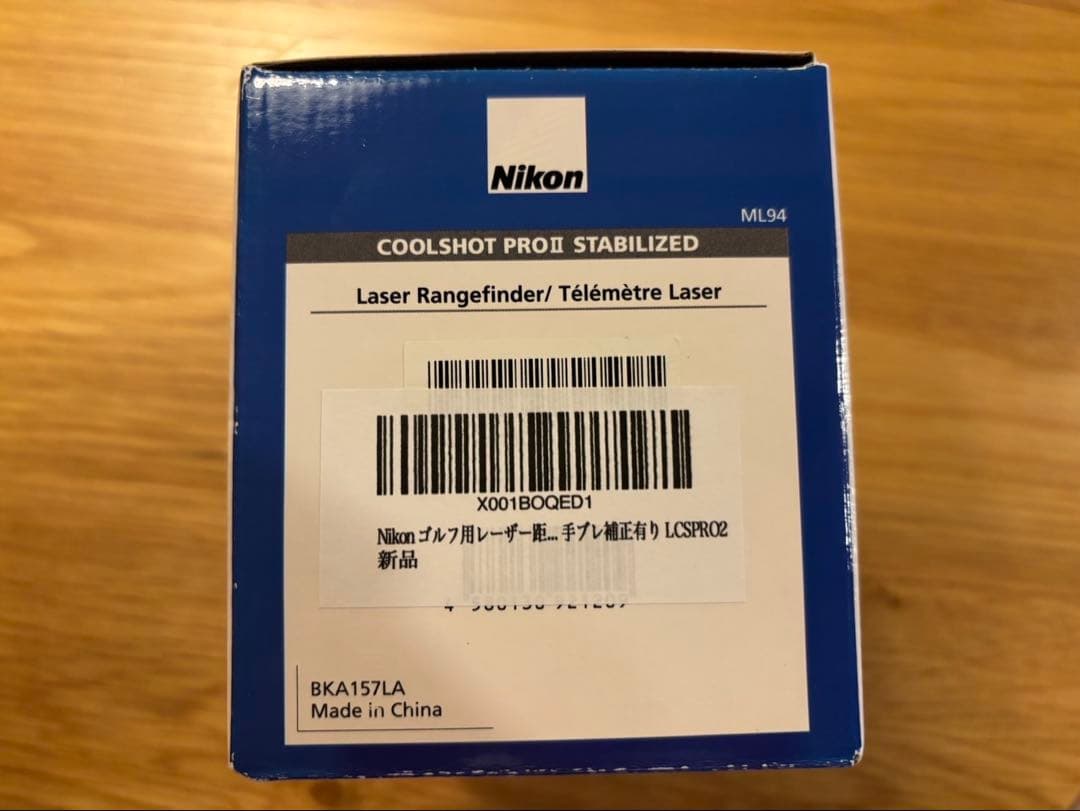 Nikon
ML94
COOLSHOT PROⅡ STABILIZED
Laser Rangefinder/ Télémètre Laser
X001BOQED1
Nikon ゴルフ用レーザー距... 手ブレ補正有り LCSPRO2
新品
BKA157LA
Made in China